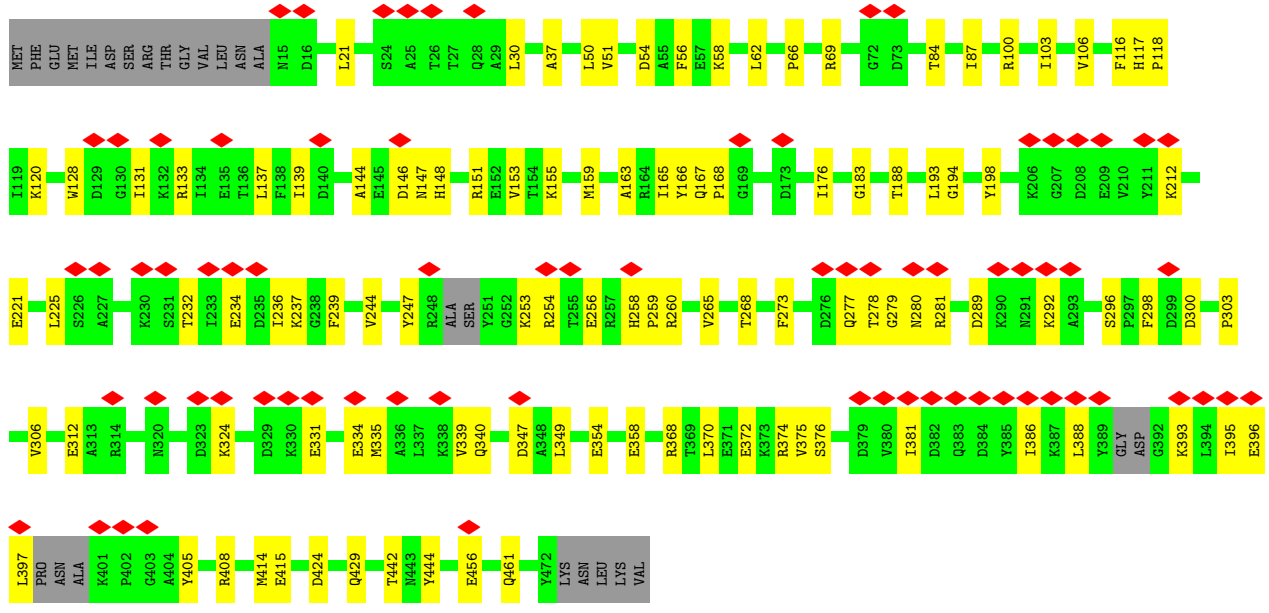 MET PHE GLU MET ILE ASP SER ARG THR GLY VAL LEU ASN ALA N15 D16 L21 S24 A25 T26 T27 Q28 A29 L30 A37 L50 V51 D54 A55 F56 E57 K58 L62 P66 R69 G72 D73 T84 I87 R100 I103 V106 F116 H117 P118
I119 K120 W128 D129 G130 I131 K132 R133 I134 E135 T136 L137 F138 I139 D140 A144 E145 D146 N147 H148 R151 E152 V153 T154 K155 M159 A163 R164 I165 Y166 Q167 P168 G169 D173 I176 G183 T188 L193 G194 Y198 K206 G207 D208 E209 V210 Y211 K212
E221 L225 S226 A227 K230 S231 T232 I233 E234 D235 I236 K237 G238 F239 V244 Y247 R248 ALA SER Y251 G252 K253 R254 T255 E256 R257 H258 P259 R260 V265 T268 F273 D276 Q277 T278 G279 N280 R281 D289 K290 N291 K292 A293 S296 P297 F298 D299 D300 P303
V306 E312 A313 R314 N320 D323 K324 D329 K330 E331 E334 M335 A336 L337 K338 V339 Q340 D347 A348 L349 E354 E358 R368 T369 L370 E371 E372 K373 R374 V375 S376 D379 V380 I381 D382 Q383 D384 Y385 I386 K387 L388 Y389 GLY ASP G392 K393 L394 I395 E396
L397 PRO ASN ALA K401 P402 G403 A404 Y405 R408 M414 E415 D424 Q429 T442 N443 Y444 E456 Q461 Y472 LYS ASN LEU LYS VAL